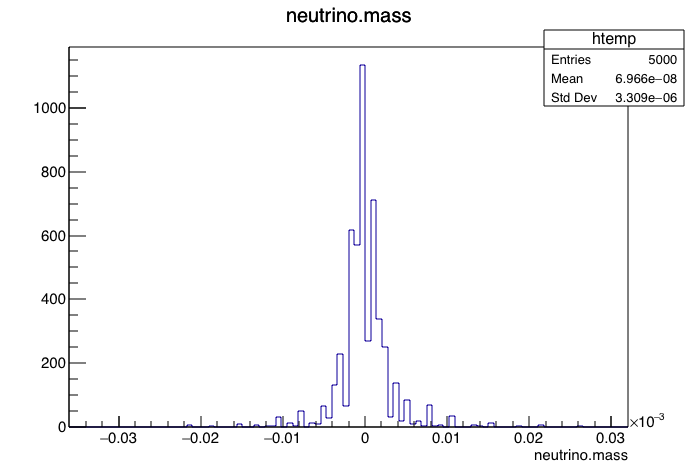 neutrino.mass
htemp
Entries 5000
Mean 6.966e−08
Std Dev 3.309e−06
1000
800
600
400
200
0
−0.03 −0.02 −0.01 0 0.01 0.02 0.03
×10−3
neutrino.mass